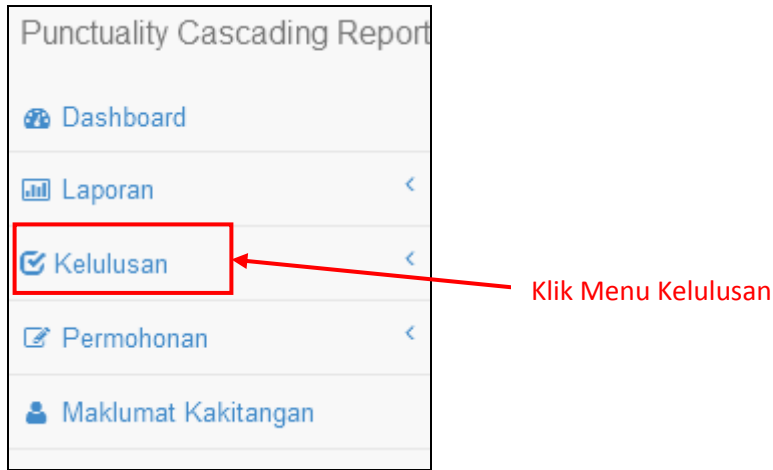 Punctuality Cascading Report
Dashboard
Laporan
Kelulusan
Klik Menu Kelulusan
Permohonan
Maklumat Kakitangan